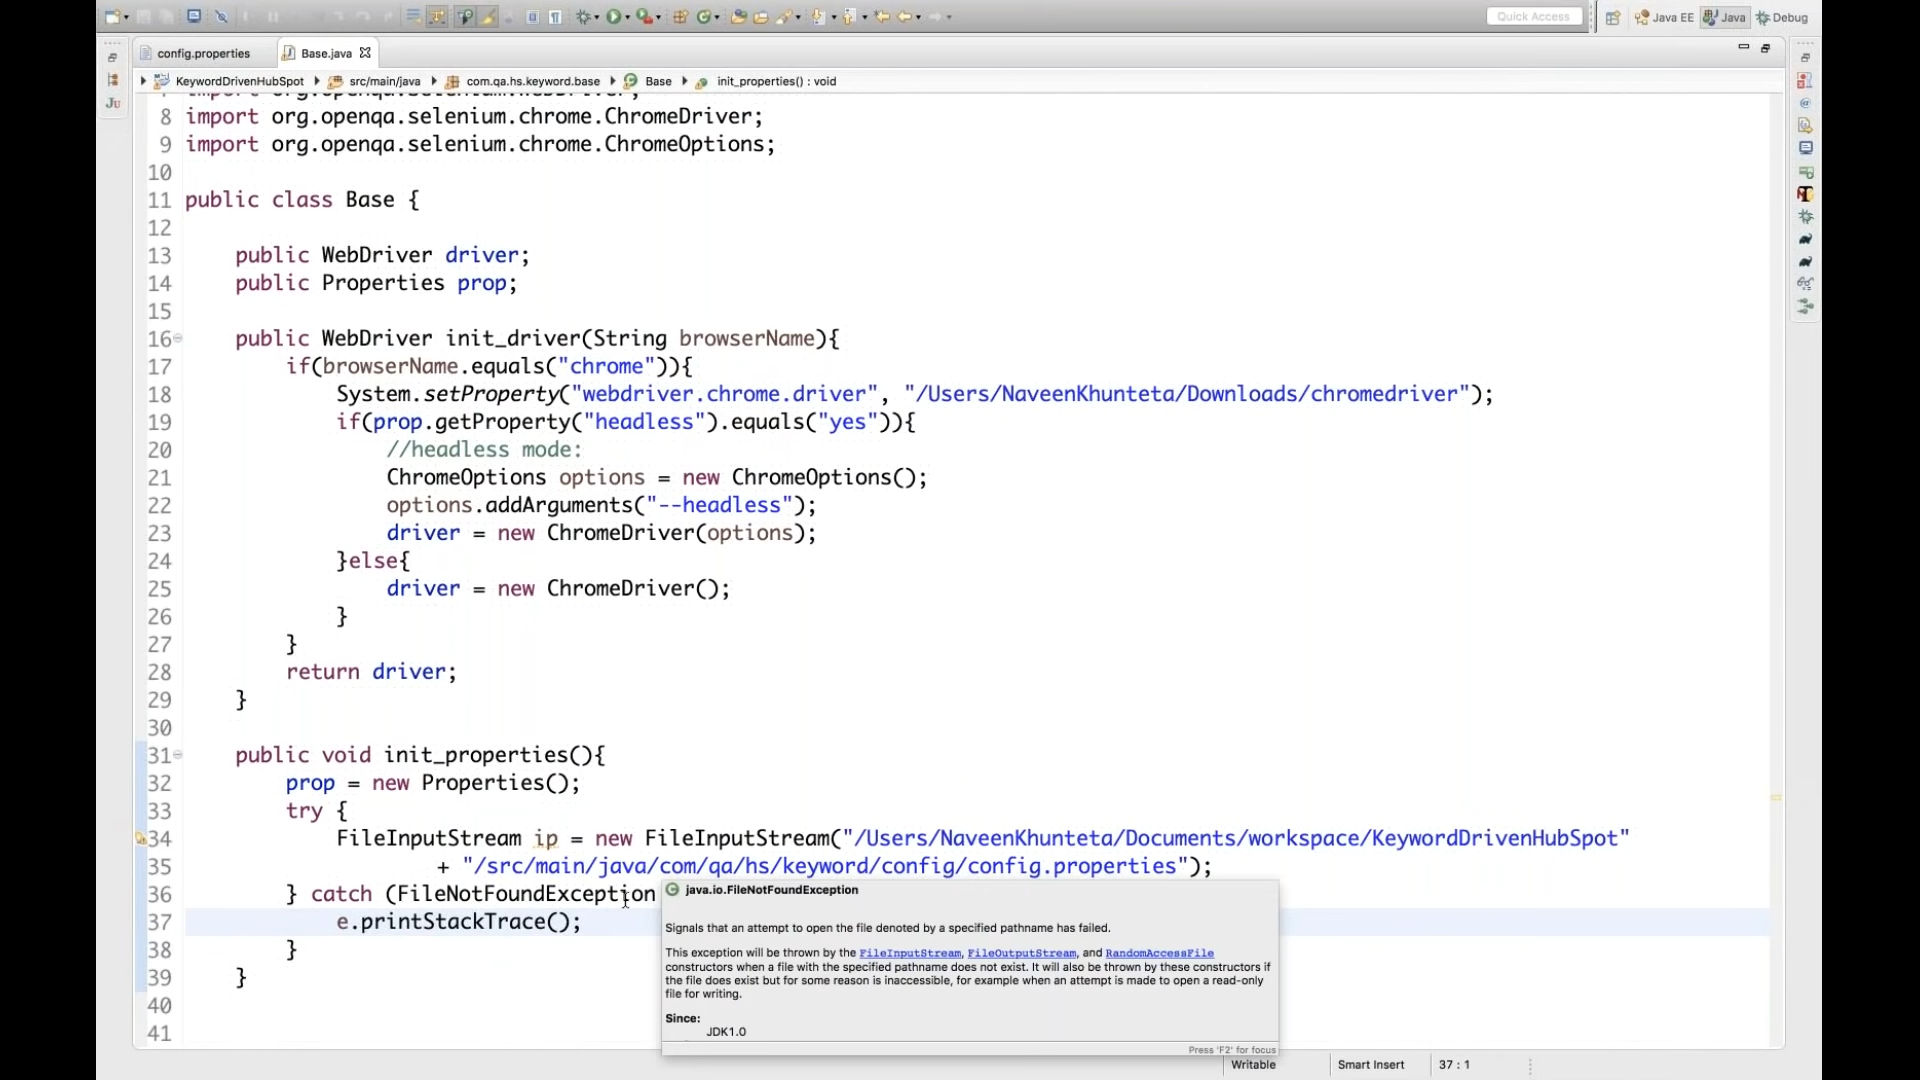 Quick Access
Java EE
Java
Debug
config.properties
Base.java
KeywordDrivenHubSpot
src/main/java
com.qa.hs.keyword.base
Base
init_properties() : void
8 import org.openqa.selenium.chrome.ChromeDriver;
9 import org.openqa.selenium.chrome.ChromeOptions;
10
11 public class Base {
12
13 public WebDriver driver;
14 public Properties prop;
15
16 public WebDriver init_driver(String browserName){
17 if(browserName.equals("chrome")){
18 System.setProperty("webdriver.chrome.driver", "/Users/NaveenKhunteta/Downloads/chromedriver");
19 if(prop.getProperty("headless").equals("yes")){
20 //headless mode:
21 ChromeOptions options = new ChromeOptions();
22 options.addArguments("--headless");
23 driver = new ChromeDriver(options);
24 }else{
25 driver = new ChromeDriver();
26 }
27 }
28 return driver;
29 }
30
31 public void init_properties(){
32 prop = new Properties();
33 try {
34 FileInputStream ip = new FileInputStream("/Users/NaveenKhunteta/Documents/workspace/KeywordDrivenHubSpot"
35 + "/src/main/java/com/qa/hs/keyword/config/config.properties");
36 } catch (FileNotFoundException
37 e.printStackTrace();
38 }
39 }
40
41
java.io.FileNotFoundException
Signals that an attempt to open the file denoted by a specified pathname has failed.
This exception will be thrown by the FileInputStream, FileOutputStream, and RandomAccessFile
constructors when a file with the specified pathname does not exist. It will also be thrown by these constructors if
the file does exist but for some reason is inaccessible, for example when an attempt is made to open a read-only
file for writing.
Since:
JDK1.0
Press 'F2' for focus
Writable
Smart Insert
37 : 1